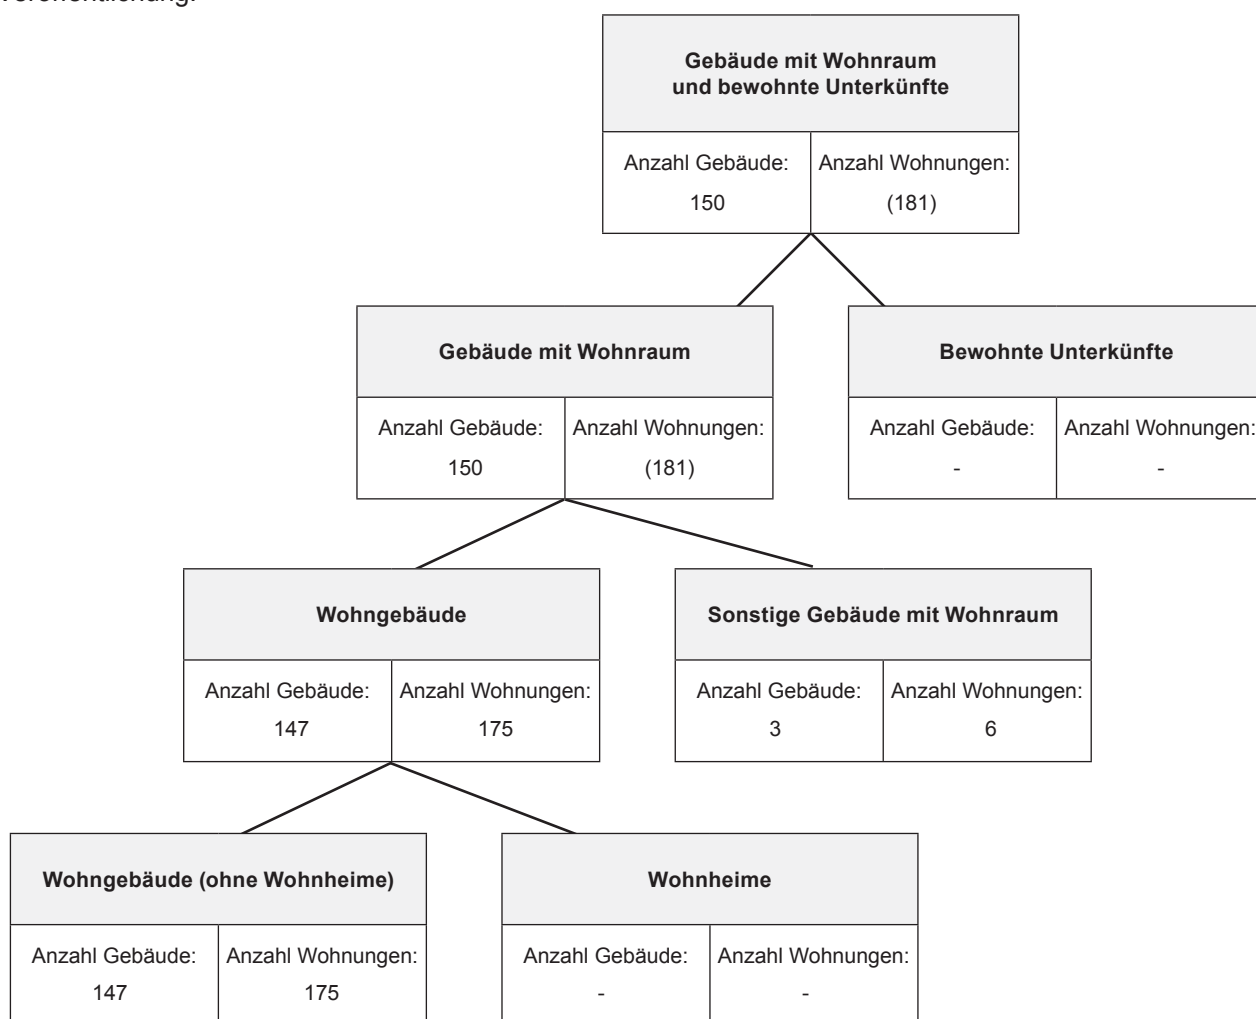 Gebäude mit Wohnraum
und bewohnte Unterkünfte
Anzahl Gebäude: Anzahl Wohnungen:
150 (181)
Gebäude mit Wohnraum
Anzahl Gebäude: Anzahl Wohnungen:
150 (181)
Bewohnte Unterkünfte
Anzahl Gebäude: Anzahl Wohnungen:
- -
Wohngebäude
Anzahl Gebäude: Anzahl Wohnungen:
147 175
Sonstige Gebäude mit Wohnraum
Anzahl Gebäude: Anzahl Wohnungen:
3 6
Wohngebäude (ohne Wohnheime)
Anzahl Gebäude: Anzahl Wohnungen:
147 175
Wohnheime
Anzahl Gebäude: Anzahl Wohnungen:
- -